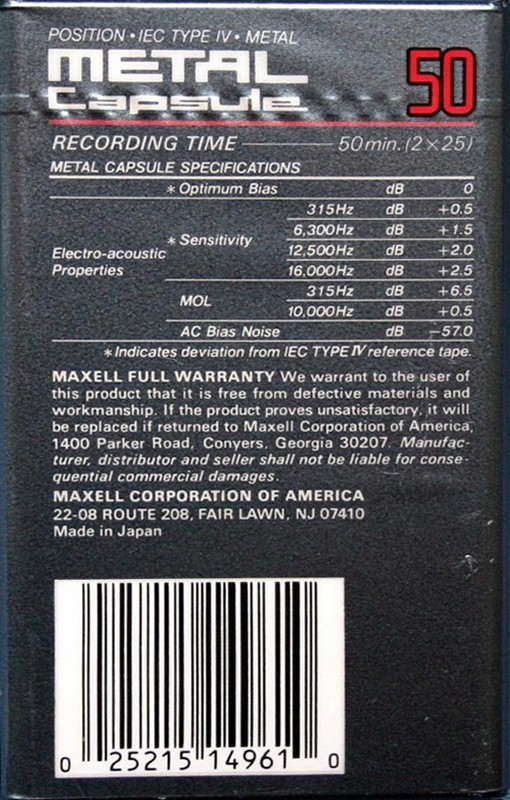 POSITION • IEC TYPE IV • METAL
METAL
Capsule
50
RECORDING TIME 50min. (2×25)
METAL CAPSULE SPECIFICATIONS
* Optimum Bias dB 0
315Hz dB +0.5
6,300Hz dB +1.5
Electro-acoustic Properties * Sensitivity 12,500Hz dB +2.0
16,000Hz dB +2.5
MOL 315Hz dB +6.5
10,000Hz dB +0.5
AC Bias Noise dB −57.0
* Indicates deviation from IEC TYPE IV reference tape.
MAXELL FULL WARRANTY We warrant to the user of
this product that it is free from defective materials and
workmanship. If the product proves unsatisfactory, it will
be replaced if returned to Maxell Corporation of America,
1400 Parker Road, Conyers, Georgia 30207. Manufac-
turer, distributor and seller shall not be liable for conse-
quential commercial damages.
MAXELL CORPORATION OF AMERICA
22-08 ROUTE 208, FAIR LAWN, NJ 07410
Made in Japan
0 25215 14961 0